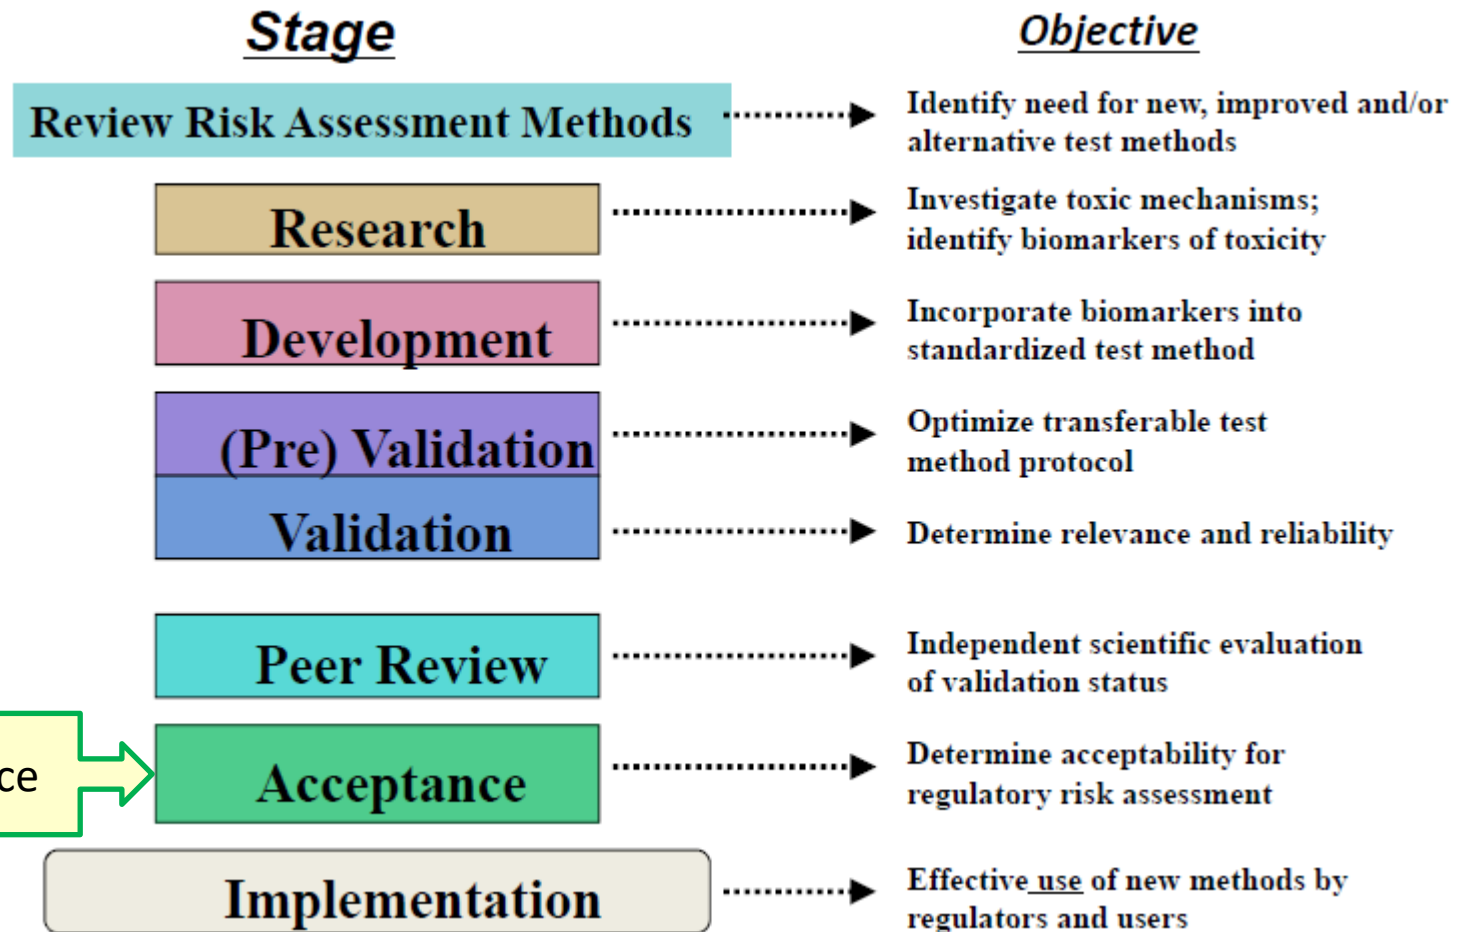 Stage
Objective
Review Risk Assessment Methods
Identify need for new, improved and/or
alternative test methods
Research
Investigate toxic mechanisms;
identify biomarkers of toxicity
Development
Incorporate biomarkers into
standardized test method
(Pre) Validation
Optimize transferable test
method protocol
Validation
Determine relevance and reliability
Peer Review
Independent scientific evaluation
of validation status
Acceptance
Determine acceptability for
regulatory risk assessment
Implementation
Effective use of new methods by
regulators and users